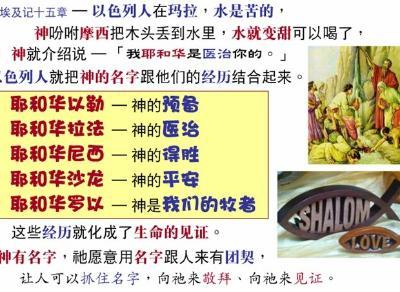 埃及记十五章 — 以色列人在玛拉，水是苦的，
神吩咐摩西把木头丢到水里，水就变甜可以喝了，
神就介绍说 —「我耶和华是医治你的。」
以色列人就把神的名字跟他们的经历结合起来。
耶和华以勒 — 神的预备
耶和华拉法 — 神的医治
耶和华尼西 — 神的得胜
耶和华沙龙 — 神的平安
耶和华罗以 — 神是我们的牧者
SHALOM
LOVE
这些经历就化成了生命的见证。
神有名字，祂愿意用名字跟人来有团契，
让人可以抓住名字，向祂来敬拜、向祂来见证。